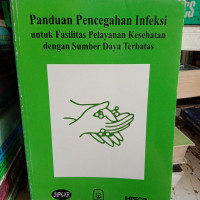 Panduan Pencegahan Infeksi
untuk Fasilitas Pelayanan Kesehatan
dengan Sumber Daya Terbatas